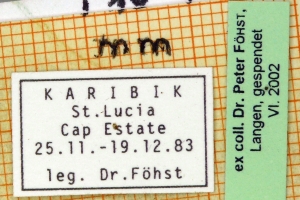 mm
K A R I B I K
St.Lucia
Cap Estate
25.11.-19.12.83
leg. Dr.Föhst
ex coll. Dr. Peter FÖHST,
Langen, gespendet
VI. 2002